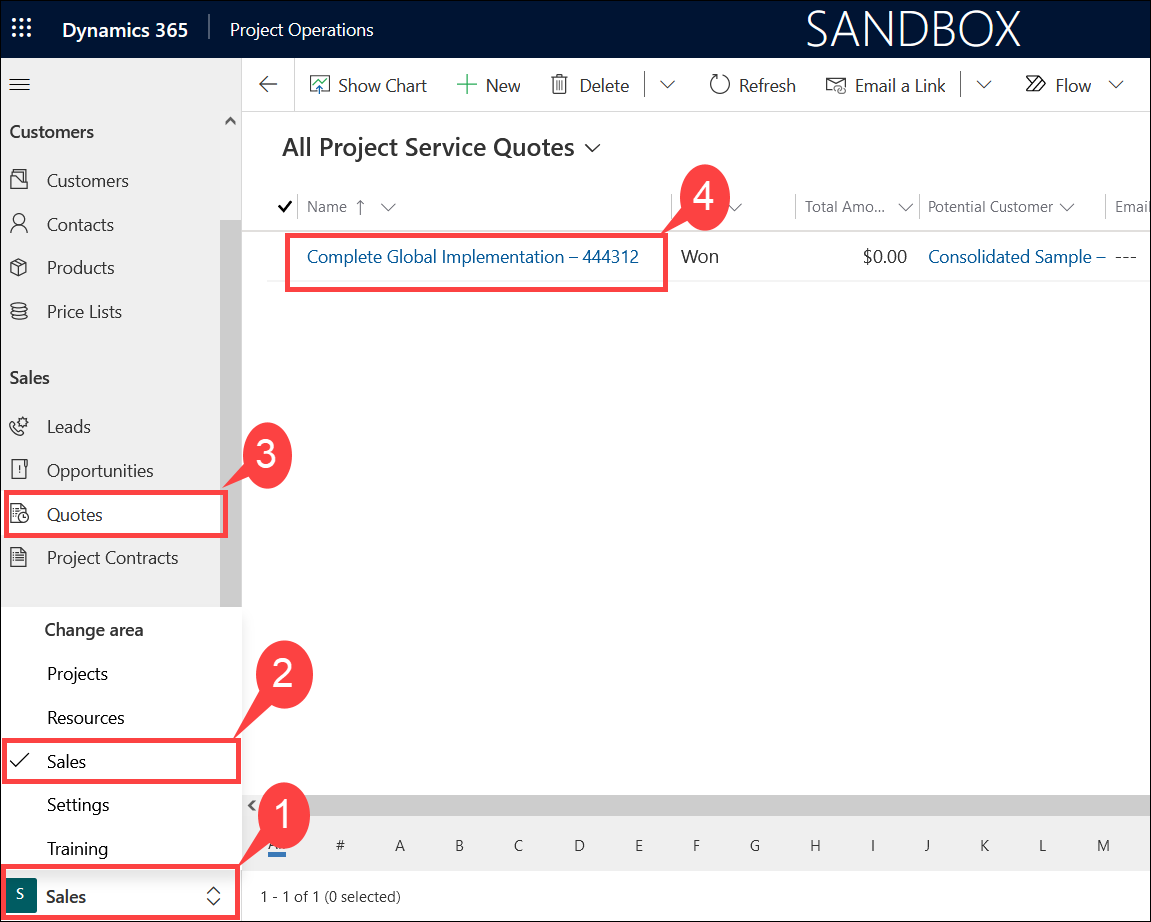 Dynamics 365 Project Operations SANDBOX
Show Chart New Delete Refresh Email a Link Flow
Customers
Customers
Contacts
Products
Price Lists
Sales
Leads
Opportunities
Quotes
Project Contracts
Change area
Projects
Resources
Sales
Settings
Training
S Sales
All Project Service Quotes
Name Total Amo... Potential Customer Email
Complete Global Implementation – 444312 Won $0.00 Consolidated Sample – ---
4
3
2
1
# A B C D E F G H I J K L M
1 - 1 of 1 (0 selected)